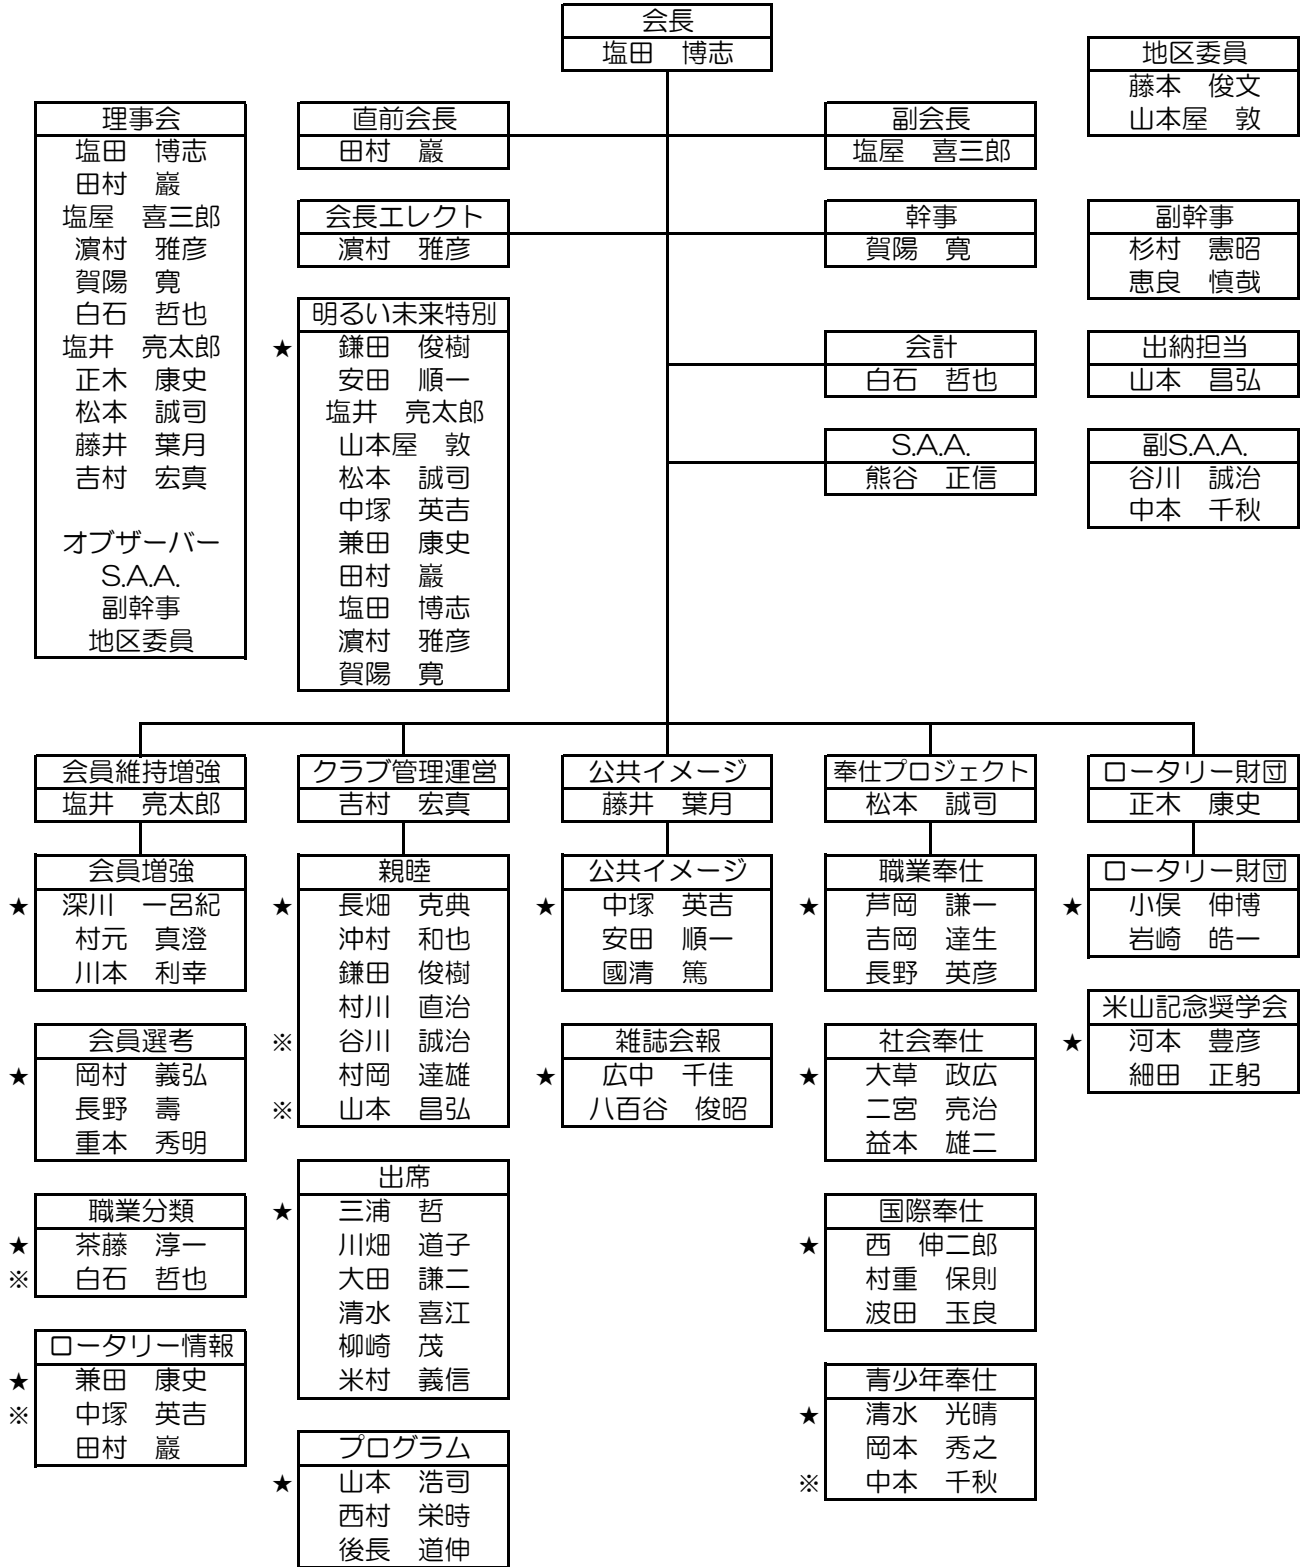 会長
塩田　博志
地区委員
藤本　俊文
山本屋　敦
理事会
塩田　博志
田村　巖
塩屋　喜三郎
濵村　雅彦
賀陽　寛
白石　哲也
塩井　亮太郎
正木　康史
松本　誠司
藤井　葉月
吉村　宏真
オブザーバー
S.A.A.
副幹事
地区委員
直前会長
田村　巖
副会長
塩屋　喜三郎
会長エレクト
濵村　雅彦
幹事
賀陽　寛
副幹事
杉村　憲昭
恵良　慎哉
明るい未来特別
★ 鎌田　俊樹
安田　順一
塩井　亮太郎
山本屋　敦
松本　誠司
中塚　英吉
兼田　康史
田村　巖
塩田　博志
濵村　雅彦
賀陽　寛
会計
白石　哲也
出納担当
山本　昌弘
S.A.A.
熊谷　正信
副S.A.A.
谷川　誠治
中本　千秋
会員維持増強
塩井　亮太郎
会員増強
★ 深川　一呂紀
村元　真澄
川本　利幸
会員選考
★ 岡村　義弘
長野　壽
重本　秀明
職業分類
★ 茶藤　淳一
※ 白石　哲也
ロータリー情報
★ 兼田　康史
※ 中塚　英吉
田村　巖
クラブ管理運営
吉村　宏真
親睦
★ 長畑　克典
沖村　和也
鎌田　俊樹
村川　直治
※ 谷川　誠治
村岡　達雄
※ 山本　昌弘
出席
★ 三浦　哲
川畑　道子
大田　謙二
清水　喜江
柳崎　茂
米村　義信
プログラム
★ 山本　浩司
西村　栄時
後長　道伸
公共イメージ
藤井　葉月
公共イメージ
★ 中塚　英吉
安田　順一
國清　篤
雑誌会報
★ 広中　千佳
八百谷　俊昭
奉仕プロジェクト
松本　誠司
職業奉仕
★ 芦岡　謙一
吉岡　達生
長野　英彦
社会奉仕
★ 大草　政広
二宮　亮治
益本　雄二
国際奉仕
★ 西　伸二郎
村重　保則
波田　玉良
青少年奉仕
★ 清水　光晴
岡本　秀之
※ 中本　千秋
ロータリー財団
正木　康史
ロータリー財団
★ 小俣　伸博
岩崎　皓一
米山記念奨学会
★ 河本　豊彦
細田　正躬